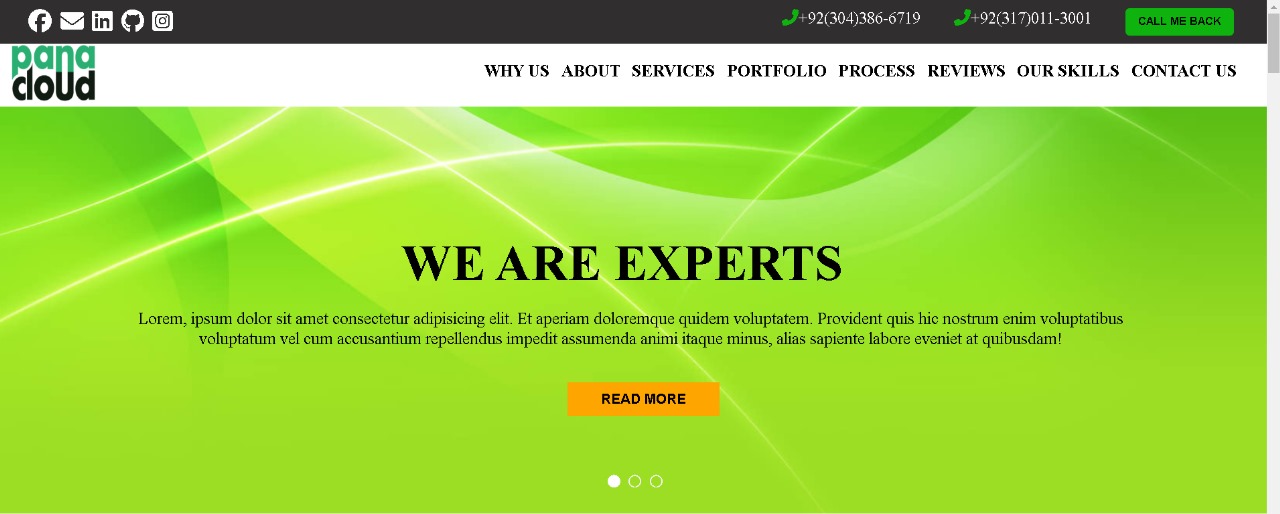 +92(304)386-6719 +92(317)011-3001 CALL ME BACK
pana
cloud
WHY US ABOUT SERVICES PORTFOLIO PROCESS REVIEWS OUR SKILLS CONTACT US
WE ARE EXPERTS
Lorem, ipsum dolor sit amet consectetur adipisicing elit. Et aperiam doloremque quidem voluptatem. Provident quis hic nostrum enim voluptatibus
voluptatum vel cum accusantium repellendus impedit assumenda animi itaque minus, alias sapiente labore eveniet at quibusdam!
READ MORE